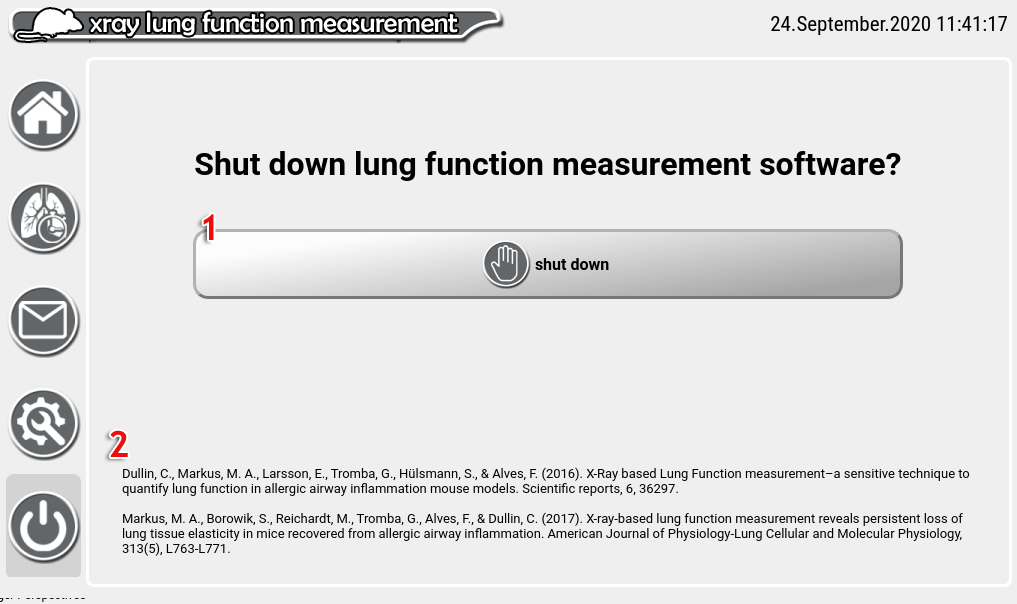 xray lung function measurement
24.September.2020 11:41:17
Shut down lung function measurement software?
1
shut down
2
Dullin, C., Markus, M. A., Larsson, E., Tromba, G., Hülsmann, S., & Alves, F. (2016). X-Ray based Lung Function measurement–a sensitive technique to
quantify lung function in allergic airway inflammation mouse models. Scientific reports, 6, 36297.
Markus, M. A., Borowik, S., Reichardt, M., Tromba, G., Alves, F., & Dullin, C. (2017). X-ray-based lung function measurement reveals persistent loss of
lung tissue elasticity in mice recovered from allergic airway inflammation. American Journal of Physiology-Lung Cellular and Molecular Physiology,
313(5), L763-L771.